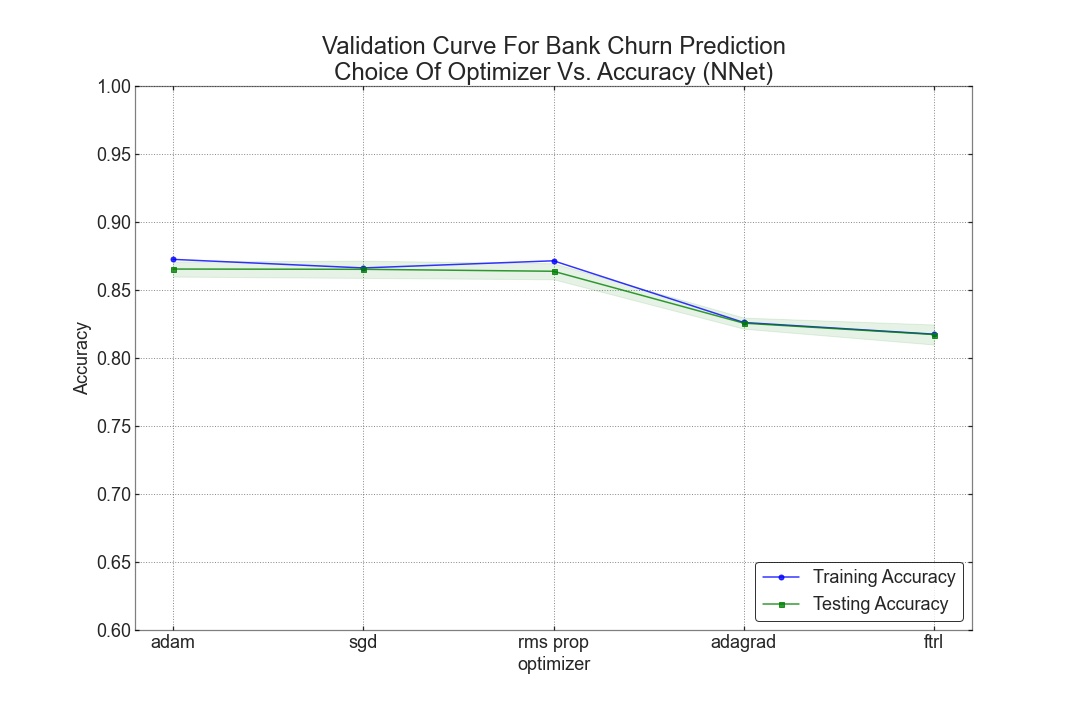 Validation Curve For Bank Churn Prediction
Choice Of Optimizer Vs. Accuracy (NNet)
1.00
0.95
0.90
0.85
0.80
0.75
0.70
0.65
0.60
Accuracy
Training Accuracy
Testing Accuracy
adam sgd rms prop adagrad ftrl
optimizer